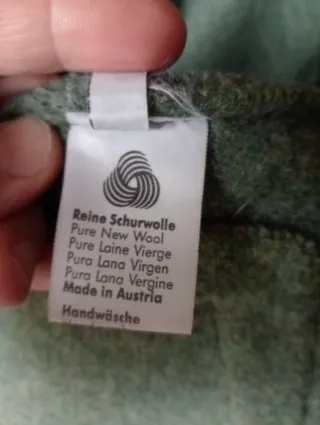 Reine Schurwolle
Pure New Wool
Pure Laine Vierge
Pura Lana Virgen
Pura Lana Vergine
Made in Austria
Handwäsche